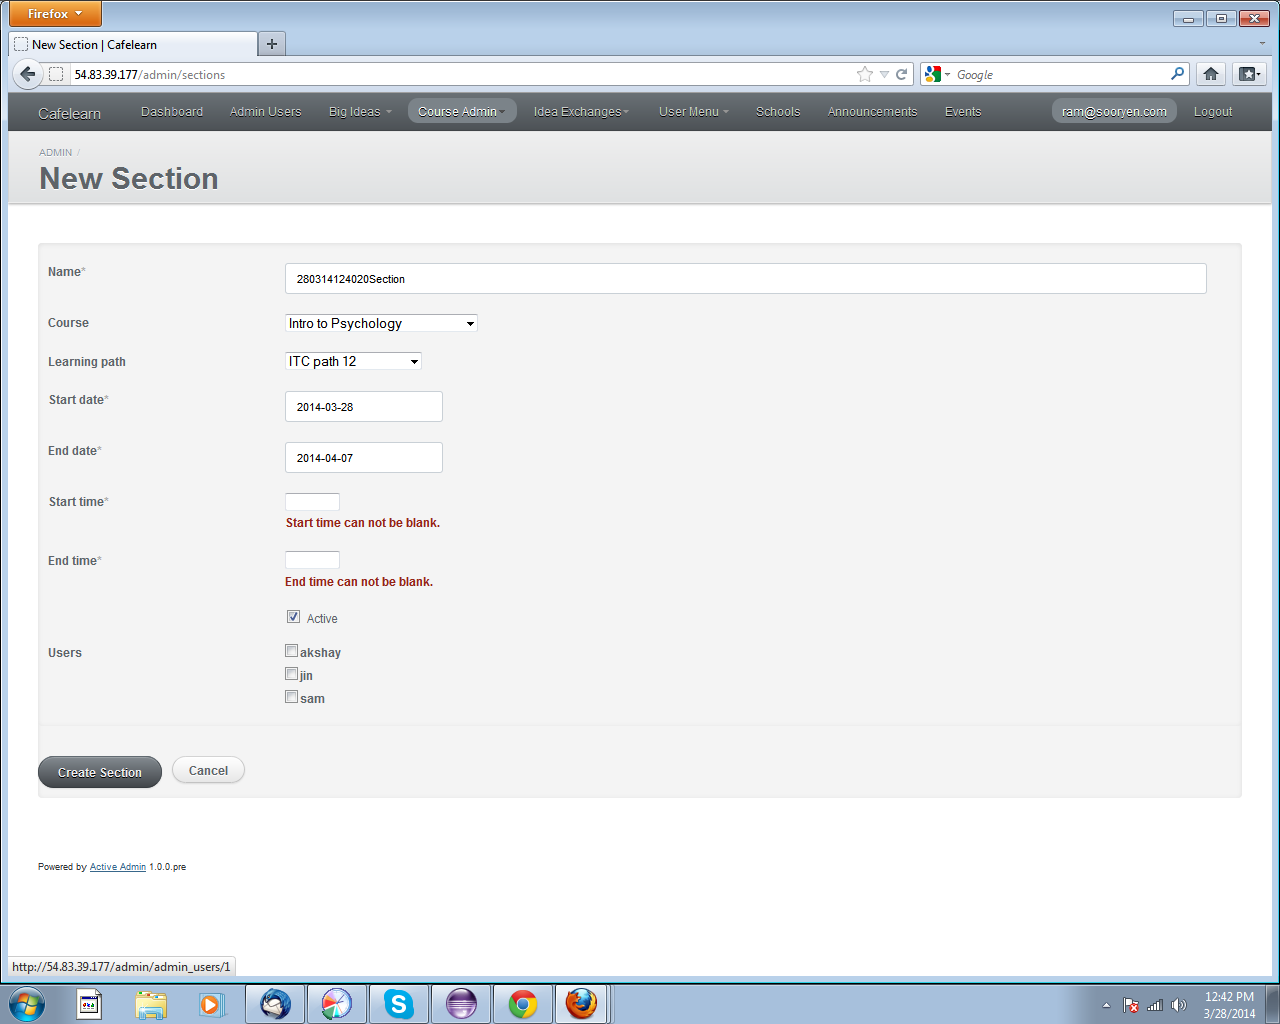 Firefox
New Section | Cafelearn
54.83.39.177/admin/sections
Google
Cafelearn Dashboard Admin Users Big Ideas Course Admin Idea Exchanges User Menu Schools Announcements Events ram@sooryen.com Logout
ADMIN /
New Section
Name* 280314124020Section
Course Intro to Psychology
Learning path ITC path 12
Start date* 2014-03-28
End date* 2014-04-07
Start time*
Start time can not be blank.
End time*
End time can not be blank.
Active
Users akshay
jin
sam
Create Section Cancel
Powered by Active Admin 1.0.0.pre
http://54.83.39.177/admin/admin_users/1
12:42 PM
3/28/2014